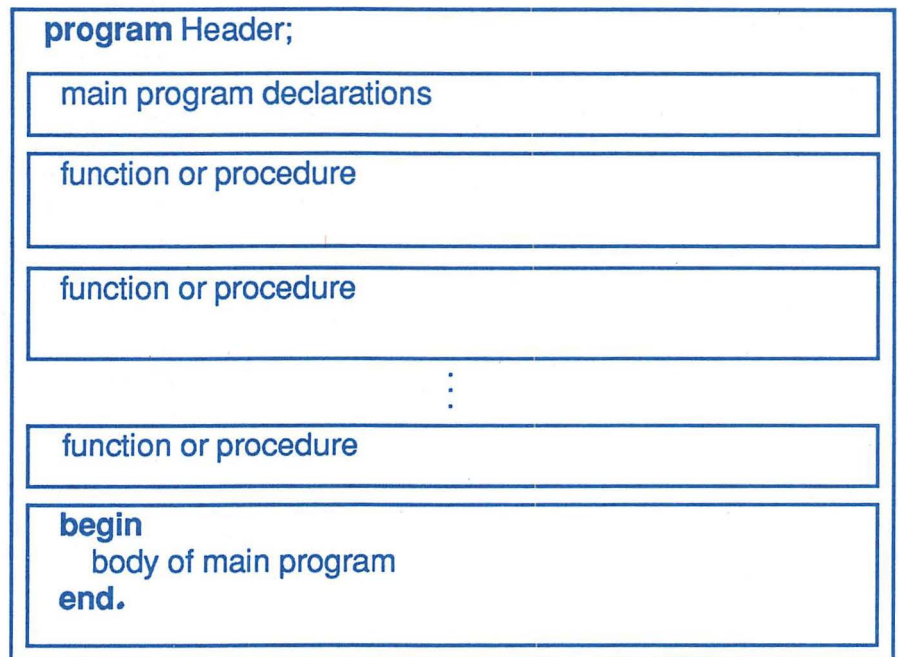 program Header;
main program declarations
function or procedure
function or procedure
⋮
function or procedure
begin
body of main program
end.